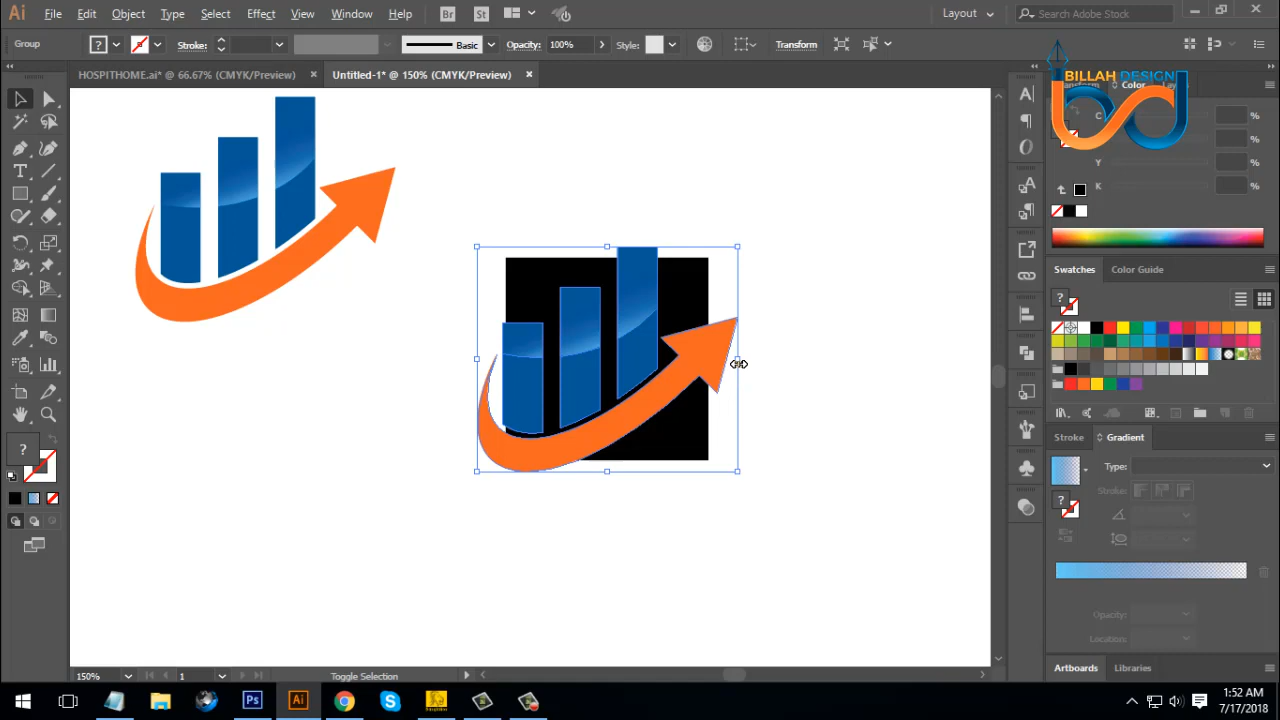 Ai File Edit Object Type Select Effect View Window Help Br St Layout Search Adobe Stock
Group ? Stroke: Basic Opacity: 100% Style: Transform
HOSPITHOME.ai* @ 66.67% (CMYK/Preview) × Untitled-1* @ 150% (CMYK/Preview) ×
BILLAH DESIGN
Color
C %
%
Y %
K %
Swatches Color Guide
?
Stroke Gradient
Type:
Stroke:
?
?
Opacity:
Location:
Artboards Libraries
150% 1 Toggle Selection
Ps Ai
1:52 AM
7/17/2018